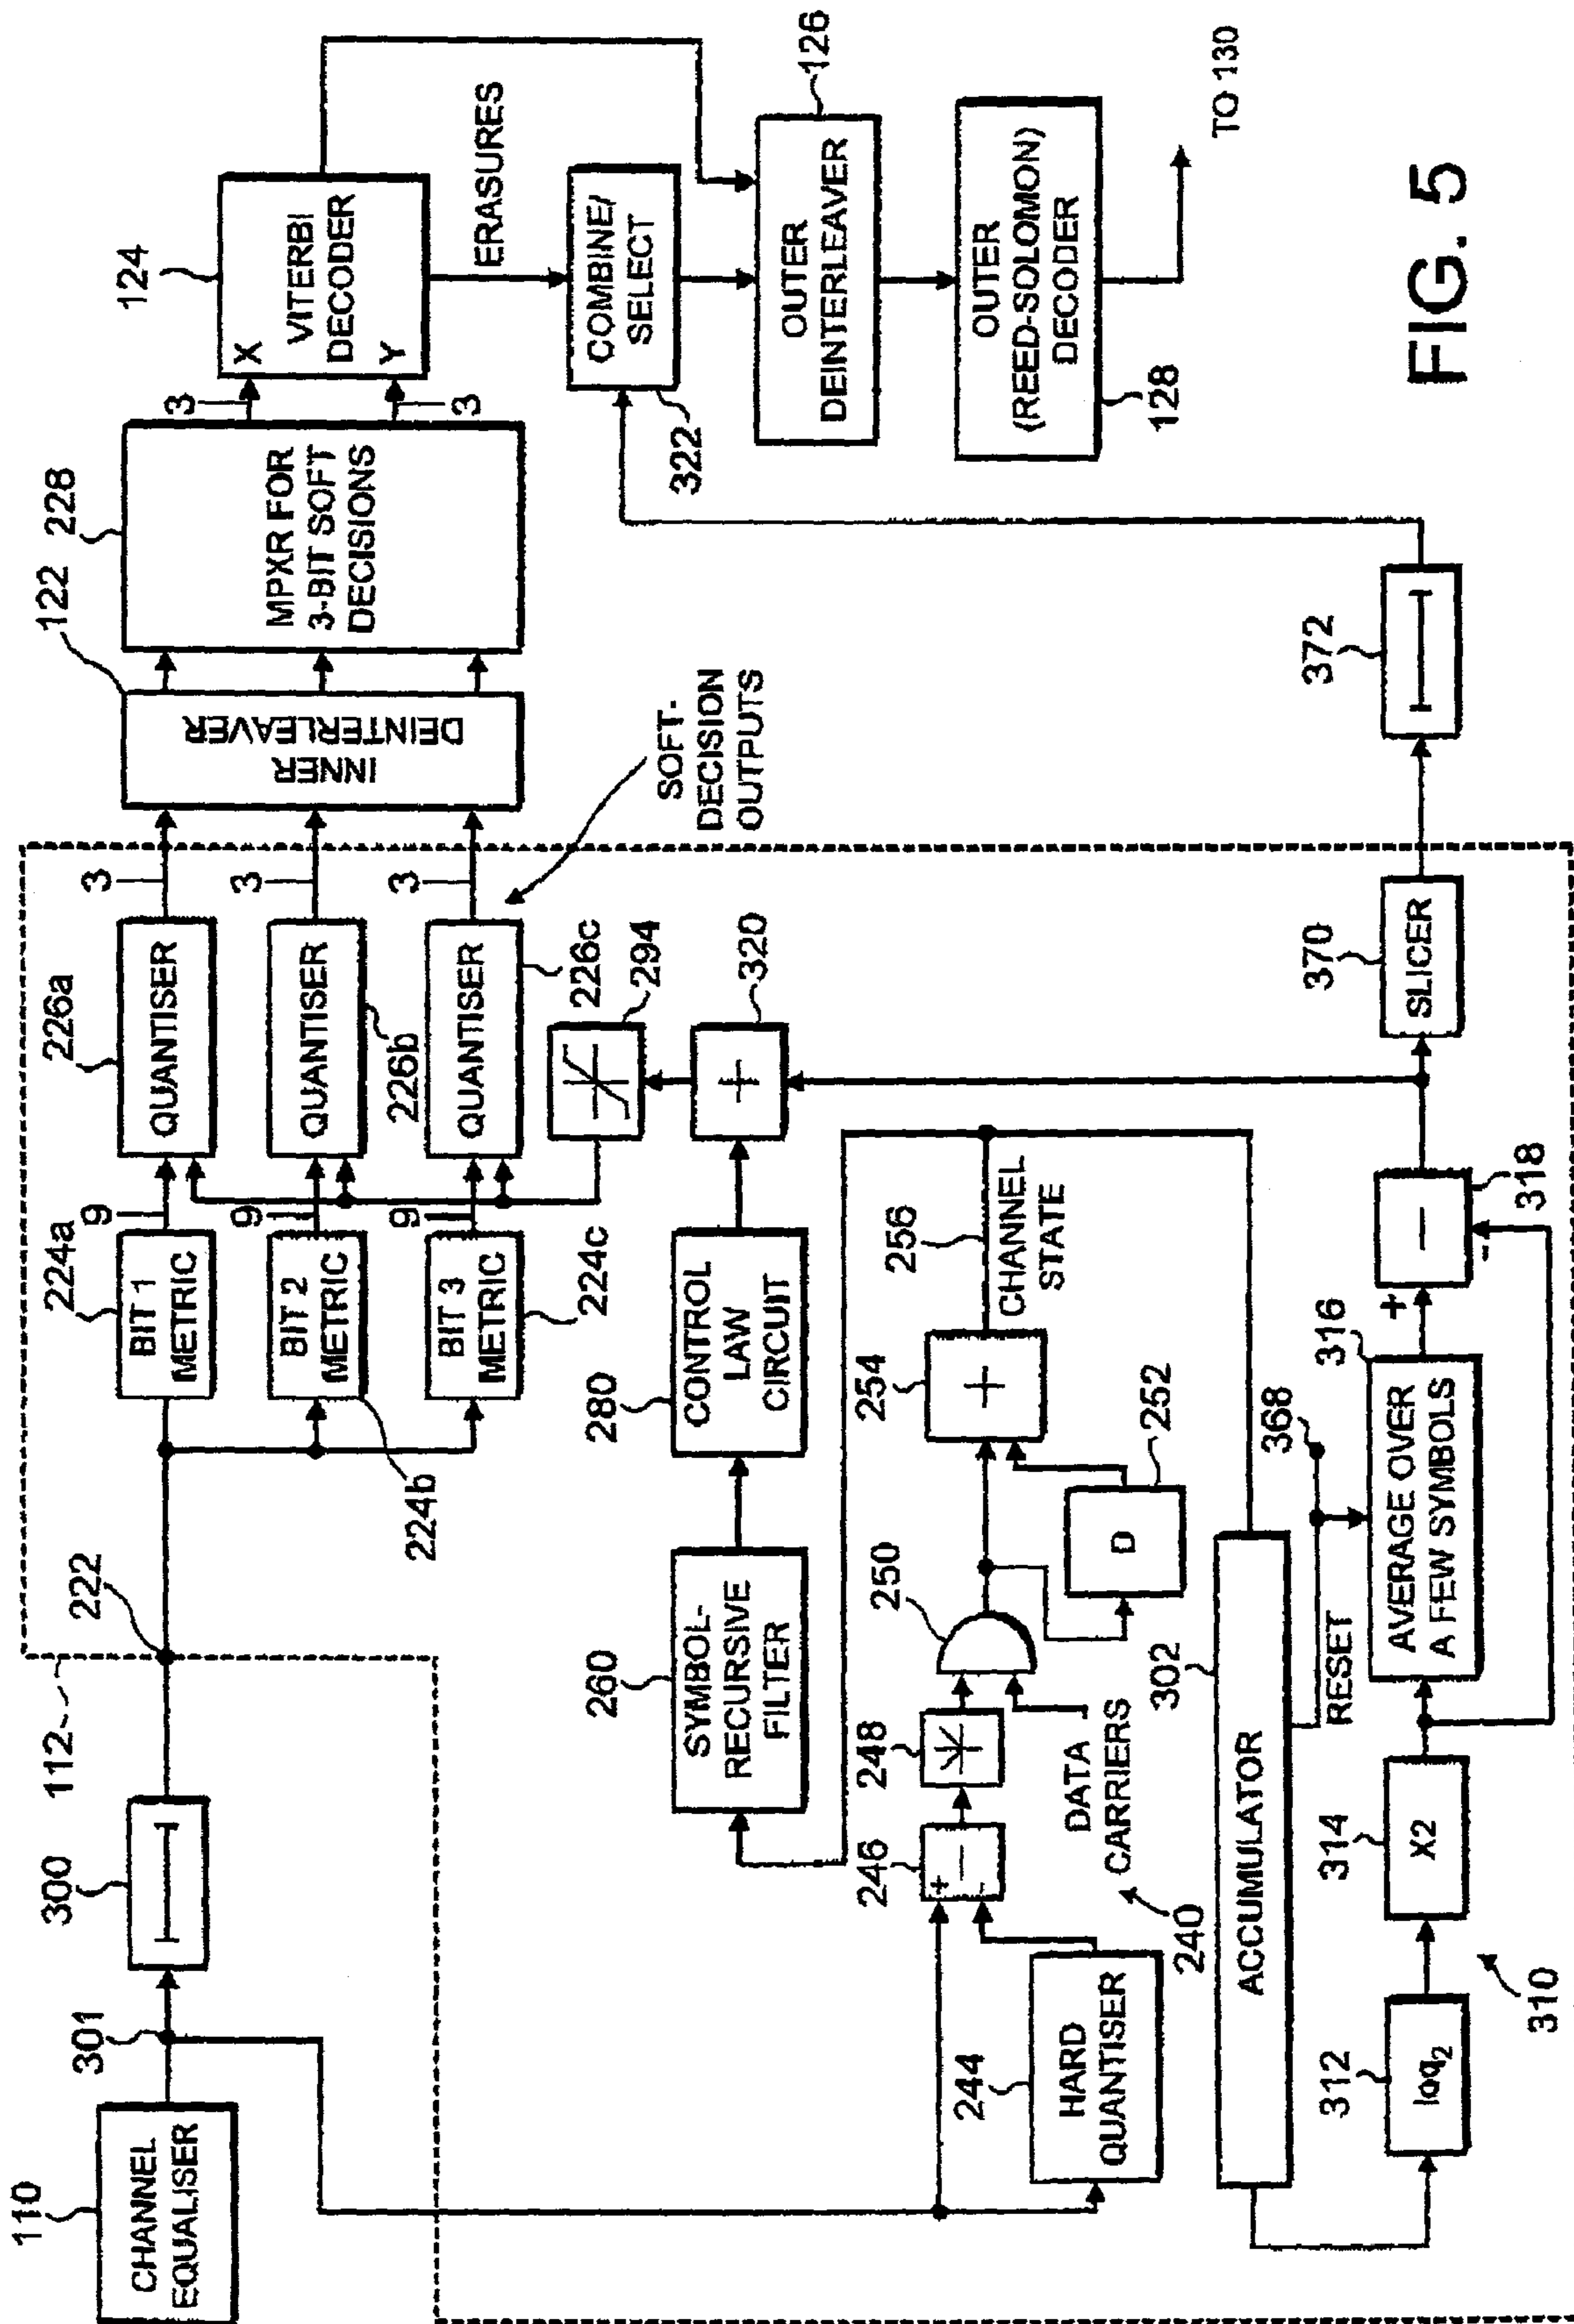 110
CHANNEL
EQUALISER
301
300
112
222
224a
BIT 1
METRIC
9
226a
QUANTISER
3
BIT 2
METRIC
224b
9
QUANTISER
226b
3
BIT 3
METRIC
224c
9
QUANTISER
226c
3
SOFT-
DECISION
OUTPUTS
122
INNER
DEINTERLEAVER
228
MPXR FOR
3-BIT SOFT
DECISIONS
3
3
124
X
Y
VITERBI
DECODER
ERASURES
COMBINE/
SELECT
322
126
OUTER
DEINTERLEAVER
OUTER
(REED-SOLOMON)
DECODER
128
TO 130
294
320
+
280
CONTROL
LAW
CIRCUIT
260
SYMBOL-
RECURSIVE
FILTER
244
HARD
QUANTISER
246
+
−
-
248
250
DATA
CARRIERS
240
D
252
254
+
256
CHANNEL
STATE
302
ACCUMULATOR
RESET
368
310
312
log2
314
X2
316
AVERAGE OVER
A FEW SYMBOLS
+
−
-
318
370
SLICER
372
FIG. 5